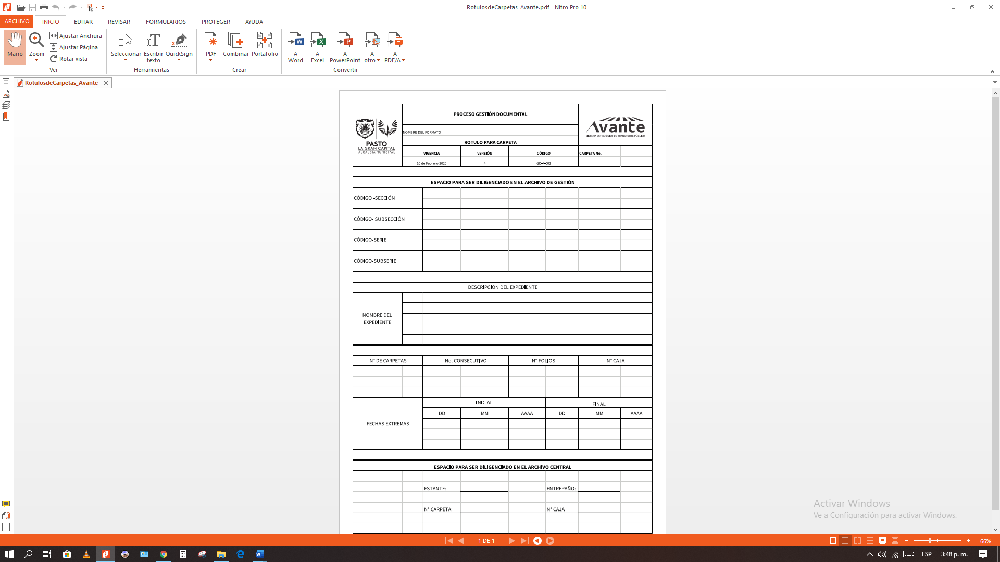 RotulosdeCarpetas_Avante.pdf - Nitro Pro 10
ARCHIVO INICIO EDITAR REVISAR FORMULARIOS PROTEGER AYUDA
Mano
Zoom
Ajustar Anchura
Ajustar Página
Rotar vista
Ver
Seleccionar
Escribir texto
QuickSign
Herramientas
PDF
Combinar
Portafolio
Crear
A Word
A Excel
A PowerPoint
A otro
A PDF/A
Convertir
RotulosdeCarpetas_Avante
PASTO
LA GRAN CAPITAL
ALCALDÍA MUNICIPAL
PROCESO GESTIÓN DOCUMENTAL
NOMBRE DEL FORMATO
ROTULO PARA CARPETA
Avante
SISTEMA ESTRATÉGICO DE TRANSPORTE PÚBLICO
VIGENCIA VERSIÓN CÓDIGO CARPETA No.
10 de Febrero 2020 4 GD-F-002
ESPACIO PARA SER DILIGENCIADO EN EL ARCHIVO DE GESTIÓN
CÓDIGO -SECCIÓN
CÓDIGO- SUBSECCIÓN
CÓDIGO-SERIE
CÓDIGO-SUBSERIE
DESCRIPCIÓN DEL EXPEDIENTE
NOMBRE DEL
EXPEDIENTE
N° DE CARPETAS No. CONSECUTIVO N° FOLIOS N° CAJA
INICIAL FINAL
DD MM AAAA DD MM AAAA
FECHAS EXTREMAS
ESPACIO PARA SER DILIGENCIADO EN EL ARCHIVO CENTRAL
ESTANTE: ENTREPAÑO:
N° CARPETA: N° CAJA
Activar Windows
Ve a Configuración para activar Windows.
1 DE 1
66%
ESP 3:48 p. m.